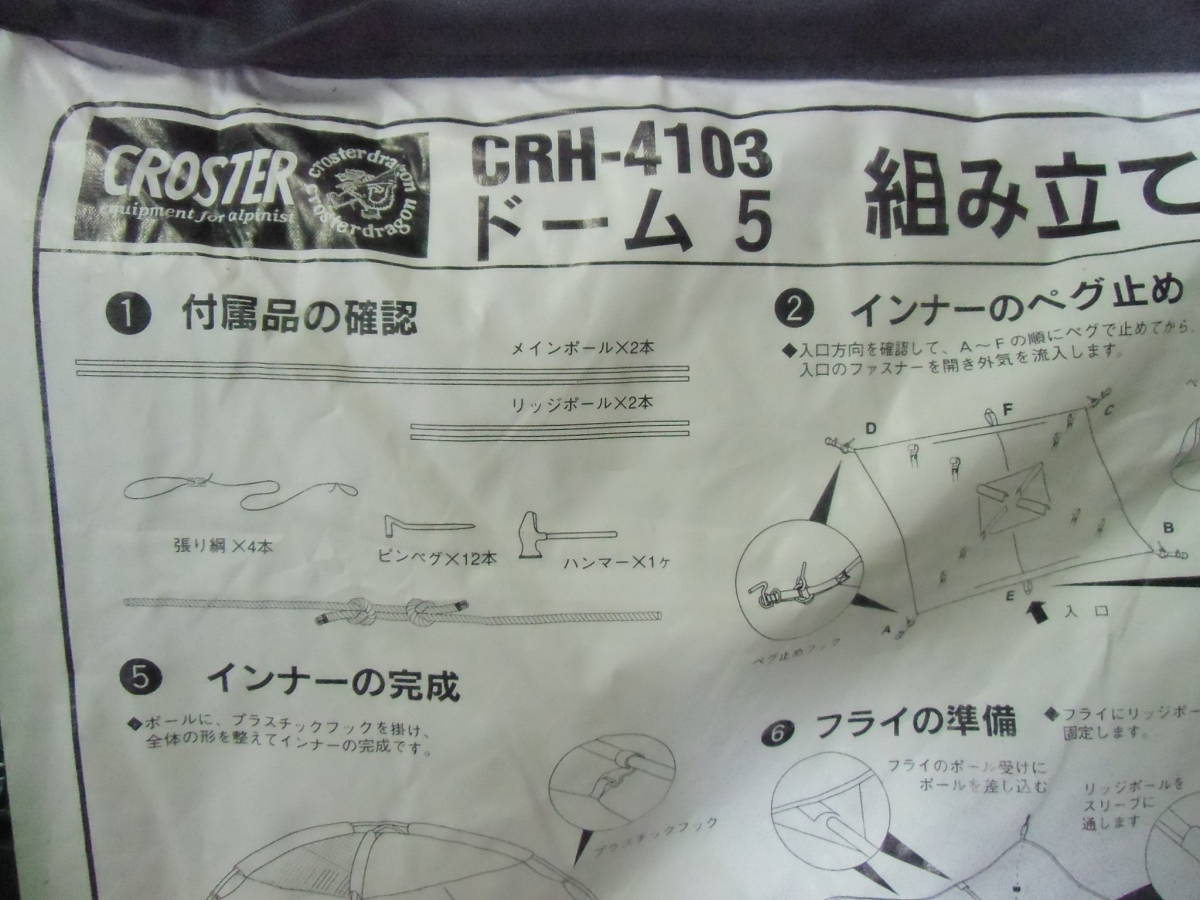 CROSTER
equipment for alpinist
crosterdragon
crosterdragon
CRH-4103
ドーム 5
組み立て
① 付属品の確認
メインポール×2本
リッジポール×2本
張り綱×4本
ピンペグ×12本
ハンマー×1ヶ
② インナーのペグ止め
◆入口方向を確認して、A～Fの順にペグで止めてから、
入口のファスナーを開き外気を流入します。
D
F
C
B
E
A
入口
ペグ止めフック
⑤ インナーの完成
◆ポールに、プラスチックフックを掛け、
全体の形を整えてインナーの完成です。
プラスチックフック
⑥ フライの準備
◆フライにリッジポー
固定します。
フライのポール受けに
ポールを差し込む
リッジポールを
スリーブに
通します